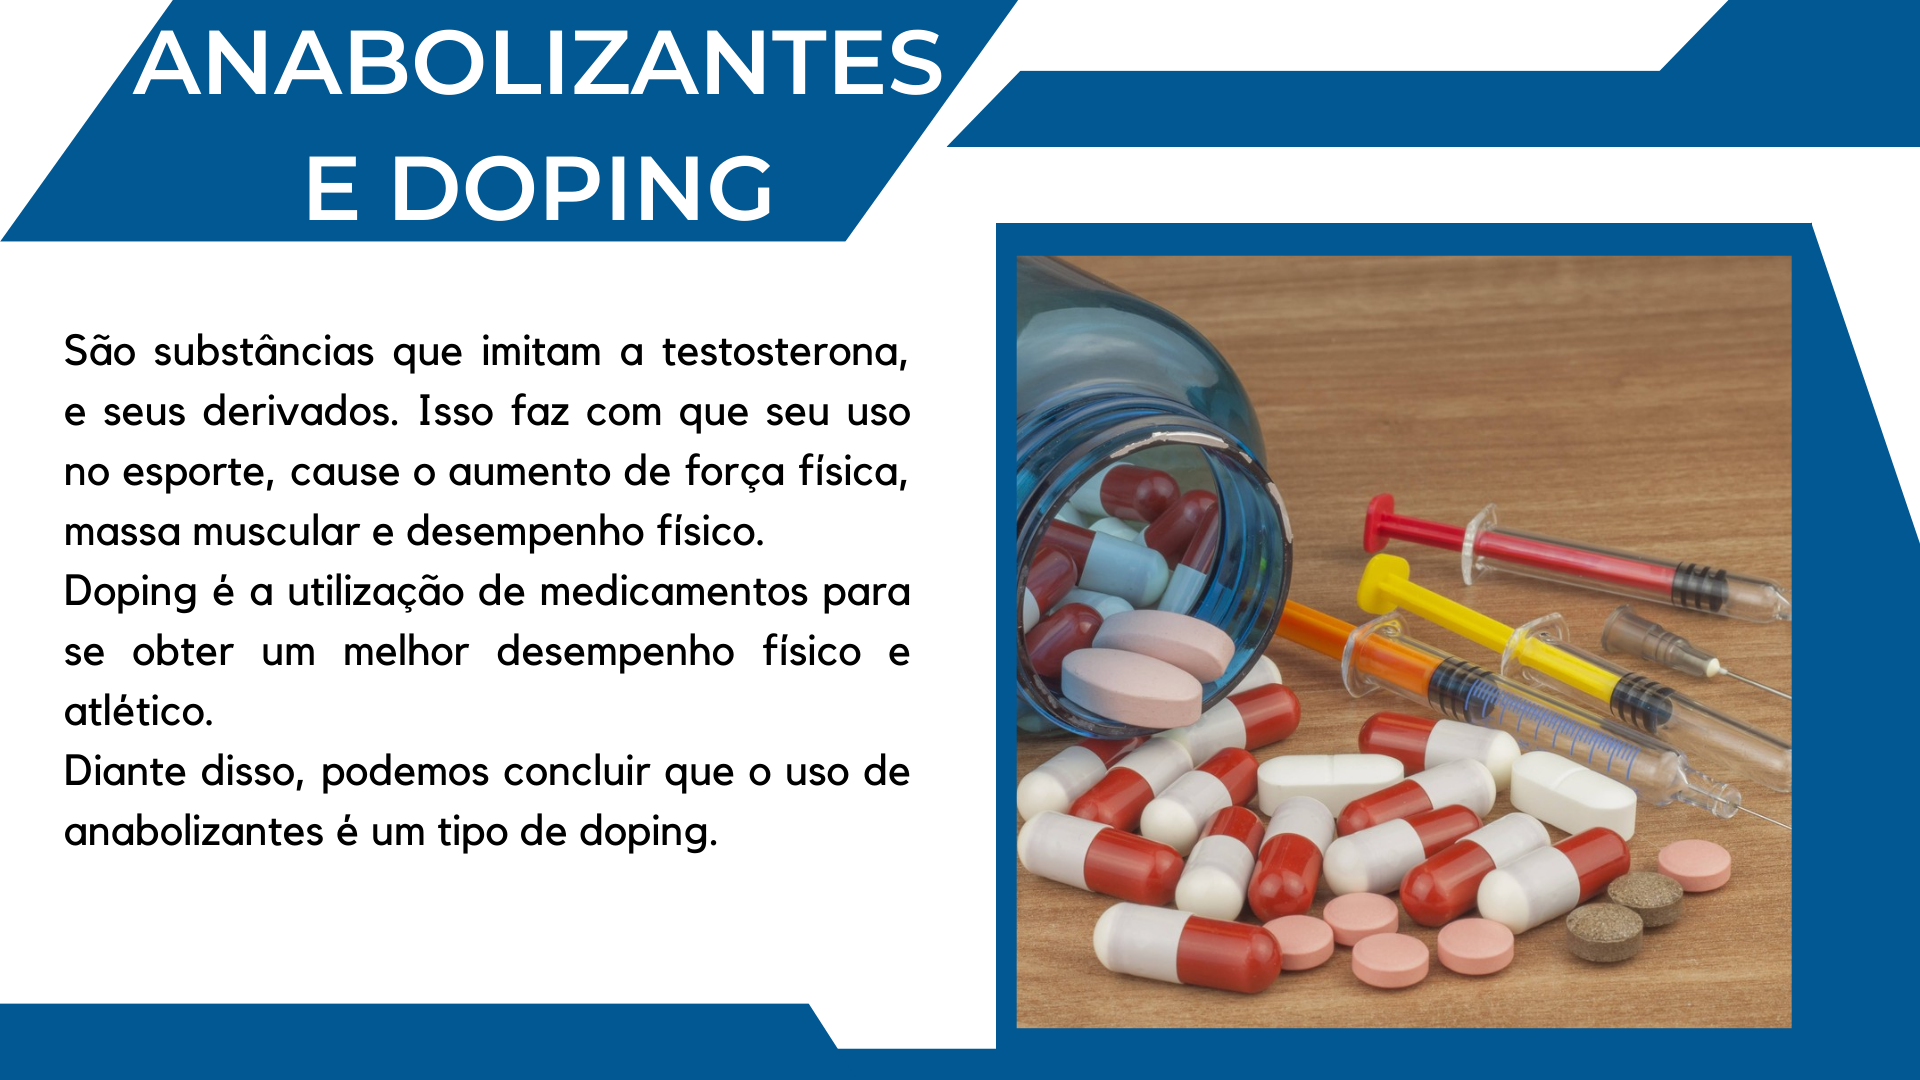 ANABOLIZANTES
E DOPING
São substâncias que imitam a testosterona,
e seus derivados. Isso faz com que seu uso
no esporte, cause o aumento de força física,
massa muscular e desempenho físico.
Doping é a utilização de medicamentos para
se obter um melhor desempenho físico e
atlético.
Diante disso, podemos concluir que o uso de
anabolizantes é um tipo de doping.